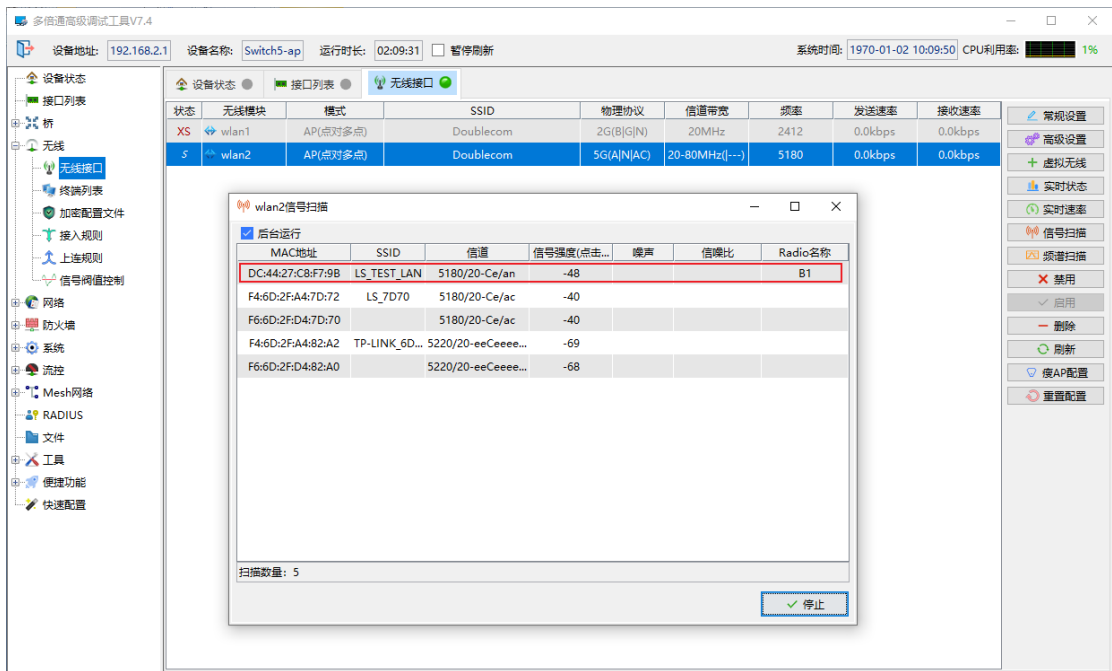 多倍通高级调试工具V7.4
设备地址: 192.168.2.1 设备名称: Switch5-ap 运行时长: 02:09:31 暂停刷新 系统时间: 1970-01-02 10:09:50 CPU利用率: 1%
设备状态
接口列表
桥
无线
无线接口
终端列表
加密配置文件
接入规则
上连规则
信号阀值控制
网络
防火墙
系统
流控
Mesh网络
RADIUS
文件
工具
便捷功能
快速配置
设备状态 接口列表 无线接口
状态 无线模块 模式 SSID 物理协议 信道带宽 频率 发送速率 接收速率
XS wlan1 AP(点对多点) Doublecom 2G(B|G|N) 20MHz 2412 0.0kbps 0.0kbps
S wlan2 AP(点对多点) Doublecom 5G(A|N|AC) 20-80MHz(|---) 5180 0.0kbps 0.0kbps
wlan2信号扫描
后台运行
MAC地址 SSID 信道 信号强度(点击... 噪声 信噪比 Radio名称
DC:44:27:C8:F7:9B LS_TEST_LAN 5180/20-Ce/an -48 B1
F4:6D:2F:A4:7D:72 LS_7D70 5180/20-Ce/ac -40
F6:6D:2F:D4:7D:70 5180/20-Ce/ac -40
F4:6D:2F:A4:82:A2 TP-LINK_6D... 5220/20-eeCeeee... -69
F6:6D:2F:D4:82:A0 5220/20-eeCeeee... -68
扫描数量: 5
停止
常规设置
高级设置
虚拟无线
实时状态
实时速率
信号扫描
频谱扫描
禁用
启用
删除
刷新
瘦AP配置
重置配置